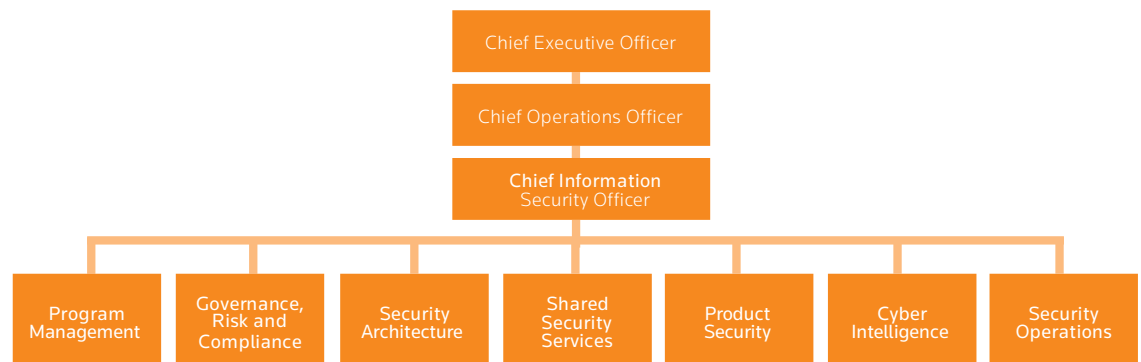 Chief Executive Officer
Chief Operations Officer
Chief Information
Security Officer
Program
Management
Governance,
Risk and
Compliance
Security
Architecture
Shared
Security
Services
Product
Security
Cyber
Intelligence
Security
Operations